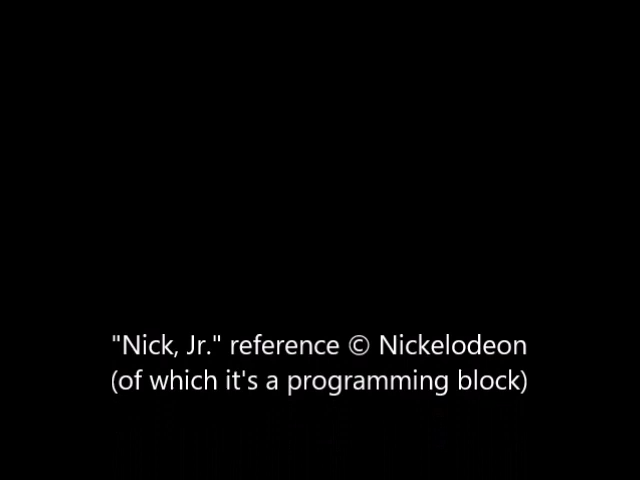 "Nick, Jr." reference © Nickelodeon
(of which it's a programming block)